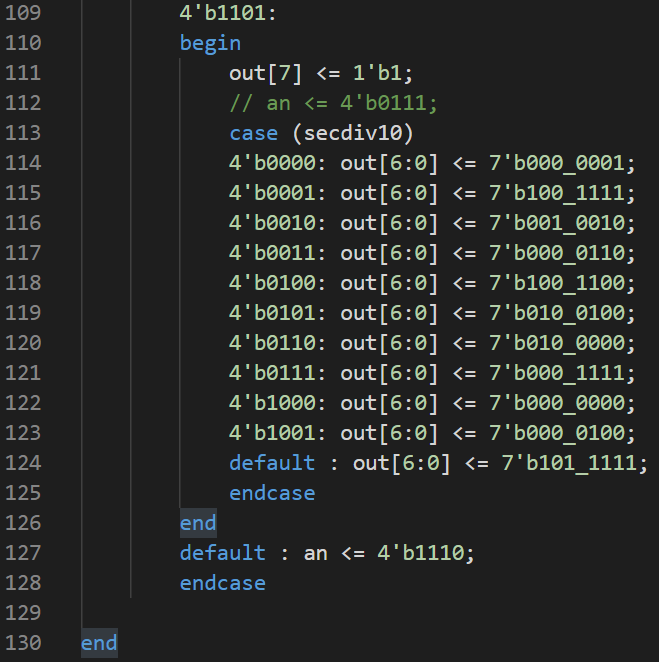 109 4'b1101:
110 begin
111 out[7] <= 1'b1;
112 // an <= 4'b0111;
113 case (secdiv10)
114 4'b0000: out[6:0] <= 7'b000_0001;
115 4'b0001: out[6:0] <= 7'b100_1111;
116 4'b0010: out[6:0] <= 7'b001_0010;
117 4'b0011: out[6:0] <= 7'b000_0110;
118 4'b0100: out[6:0] <= 7'b100_1100;
119 4'b0101: out[6:0] <= 7'b010_0100;
120 4'b0110: out[6:0] <= 7'b010_0000;
121 4'b0111: out[6:0] <= 7'b000_1111;
122 4'b1000: out[6:0] <= 7'b000_0000;
123 4'b1001: out[6:0] <= 7'b000_0100;
124 default : out[6:0] <= 7'b101_1111;
125 endcase
126 end
127 default : an <= 4'b1110;
128 endcase
129
130 end